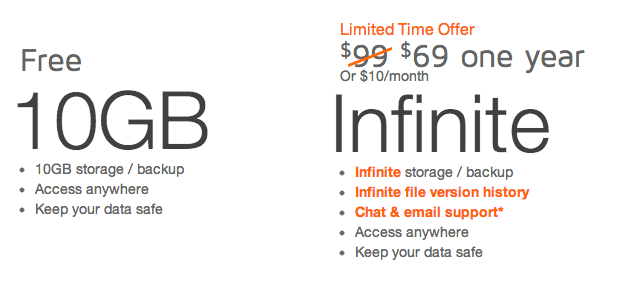 Free
10GB
• 10GB storage / backup
• Access anywhere
• Keep your data safe
Limited Time Offer
$99 $69 one year
Or $10/month
Infinite
• Infinite storage / backup
• Infinite file version history
• Chat & email support*
• Access anywhere
• Keep your data safe